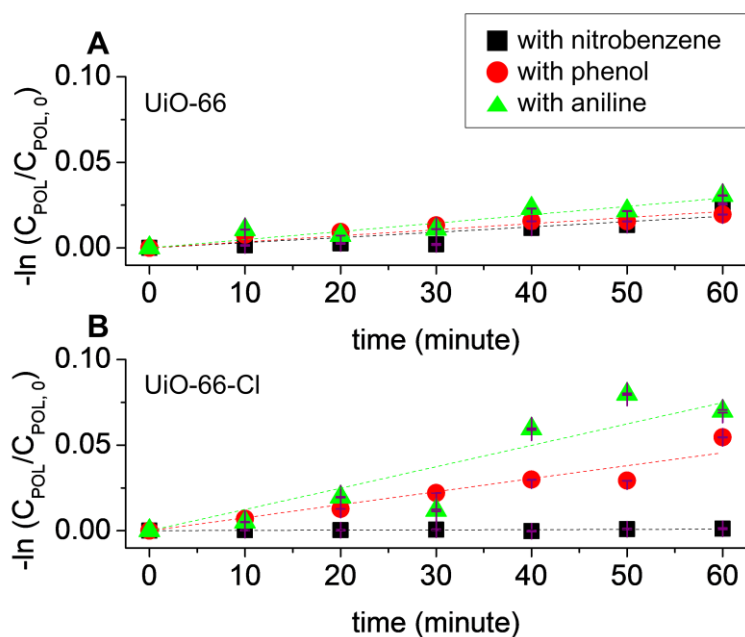 A
with nitrobenzene
with phenol
with aniline
UiO-66
0.10
0.05
0.00
-ln (C_POL/C_POL, 0)
0 10 20 30 40 50 60
time (minute)
B
UiO-66-Cl
0.10
0.05
0.00
-ln (C_POL/C_POL, 0)
0 10 20 30 40 50 60
time (minute)